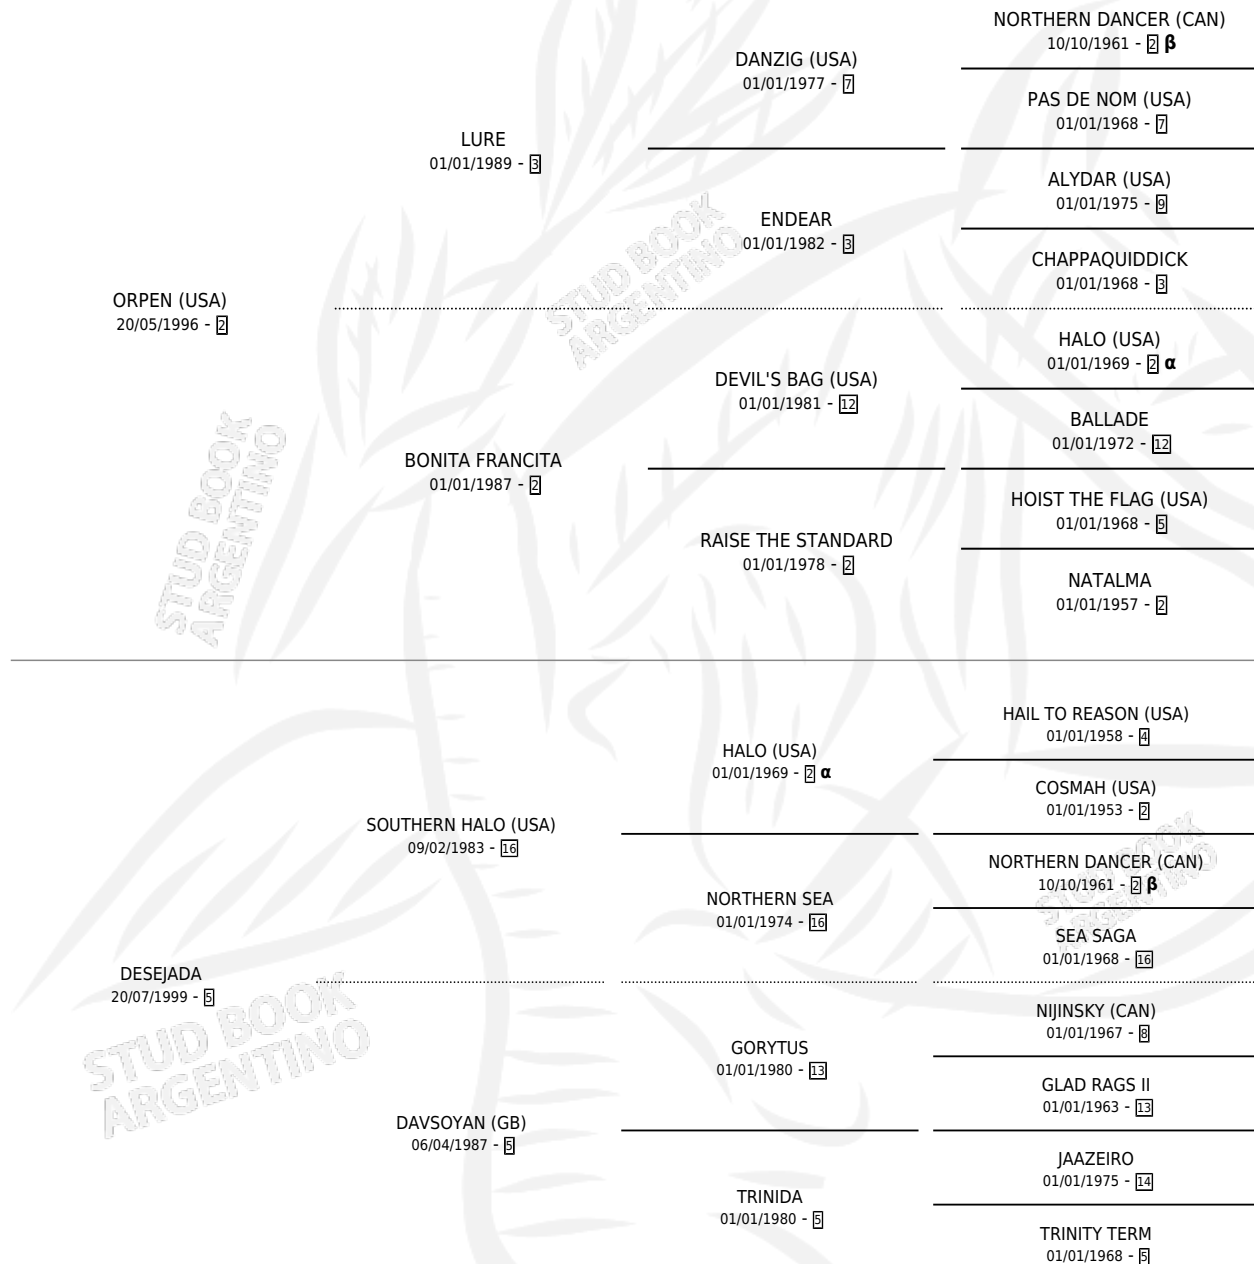 NORTHERN DANCER (CAN)
10/10/1961 - 2 β
DANZIG (USA)
01/01/1977 - 7
PAS DE NOM (USA)
01/01/1968 - 7
LURE
01/01/1989 - 3
ALYDAR (USA)
01/01/1975 - 9
ENDEAR
01/01/1982 - 3
CHAPPAQUIDDICK
01/01/1968 - 3
ORPEN (USA)
20/05/1996 - 2
STUD BOOK
ARGENTINO
HALO (USA)
01/01/1969 - 2 α
DEVIL'S BAG (USA)
01/01/1981 - 12
BALLADE
01/01/1972 - 12
BONITA FRANCITA
01/01/1987 - 2
HOIST THE FLAG (USA)
01/01/1968 - 5
RAISE THE STANDARD
01/01/1978 - 2
NATALMA
01/01/1957 - 2
STUD BOOK
ARGENTINO
HAIL TO REASON (USA)
01/01/1958 - 4
HALO (USA)
01/01/1969 - 2 α
COSMAH (USA)
01/01/1953 - 2
SOUTHERN HALO (USA)
09/02/1983 - 16
NORTHERN DANCER (CAN)
10/10/1961 - 2 β
STUD BOOK
ARGENTINO
NORTHERN SEA
01/01/1974 - 16
SEA SAGA
01/01/1968 - 16
DESEJADA
20/07/1999 - 5
STUD BOOK
ARGENTINO
NIJINSKY (CAN)
01/01/1967 - 8
GORYTUS
01/01/1980 - 13
GLAD RAGS II
01/01/1963 - 13
DAVSOYAN (GB)
06/04/1987 - 5
JAAZEIRO
01/01/1975 - 14
TRINIDA
01/01/1980 - 5
TRINITY TERM
01/01/1968 - 5